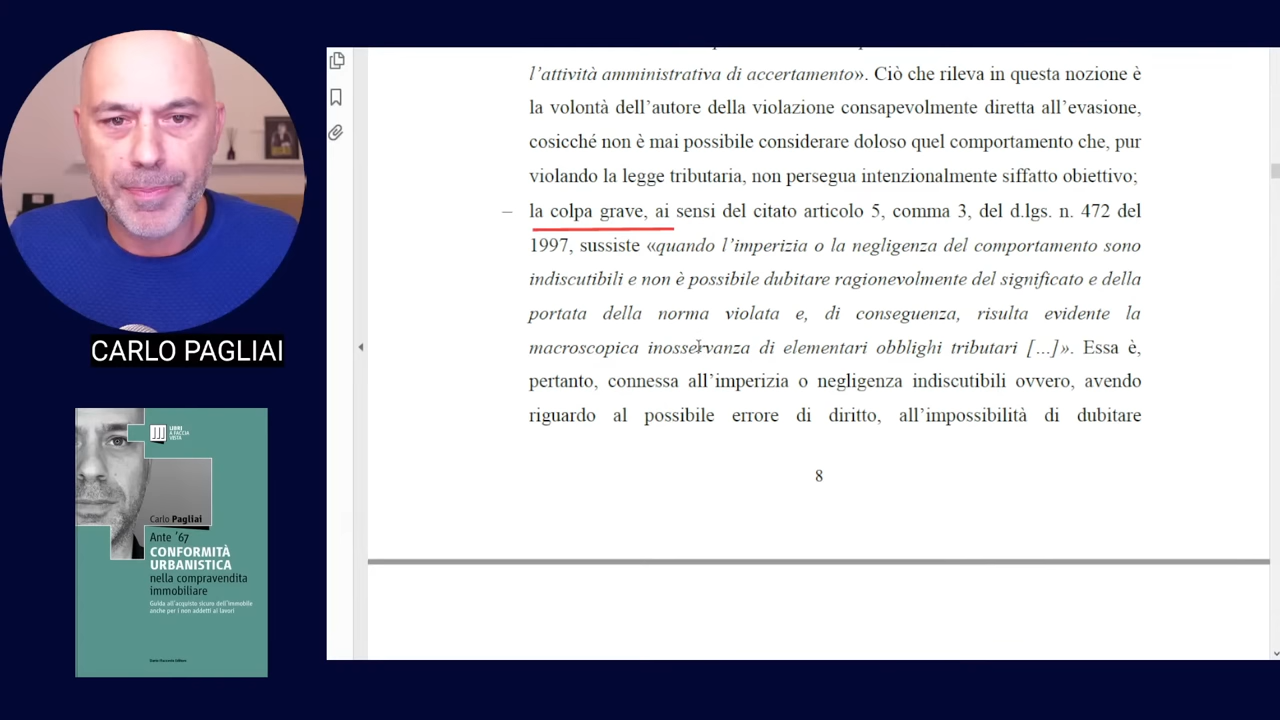 l'attività amministrativa di accertamento». Ciò che rileva in questa nozione è
la volontà dell'autore della violazione consapevolmente diretta all'evasione,
cosicché non è mai possibile considerare doloso quel comportamento che, pur
violando la legge tributaria, non persegua intenzionalmente siffatto obiettivo;
– la colpa grave, ai sensi del citato articolo 5, comma 3, del d.lgs. n. 472 del
1997, sussiste «quando l'imperizia o la negligenza del comportamento sono
indiscutibili e non è possibile dubitare ragionevolmente del significato e della
portata della norma violata e, di conseguenza, risulta evidente la
macroscopica inosservanza di elementari obblighi tributari [...]». Essa è,
pertanto, connessa all'imperizia o negligenza indiscutibili ovvero, avendo
riguardo al possibile errore di diritto, all'impossibilità di dubitare
8
CARLO PAGLIAI
LIBRI
A FACCIA
VISTA
Carlo Pagliai
Ante '67
CONFORMITÀ
URBANISTICA
nella compravendita
immobiliare
Guida all'acquisto sicuro dell'immobile
anche per i non addetti ai lavori